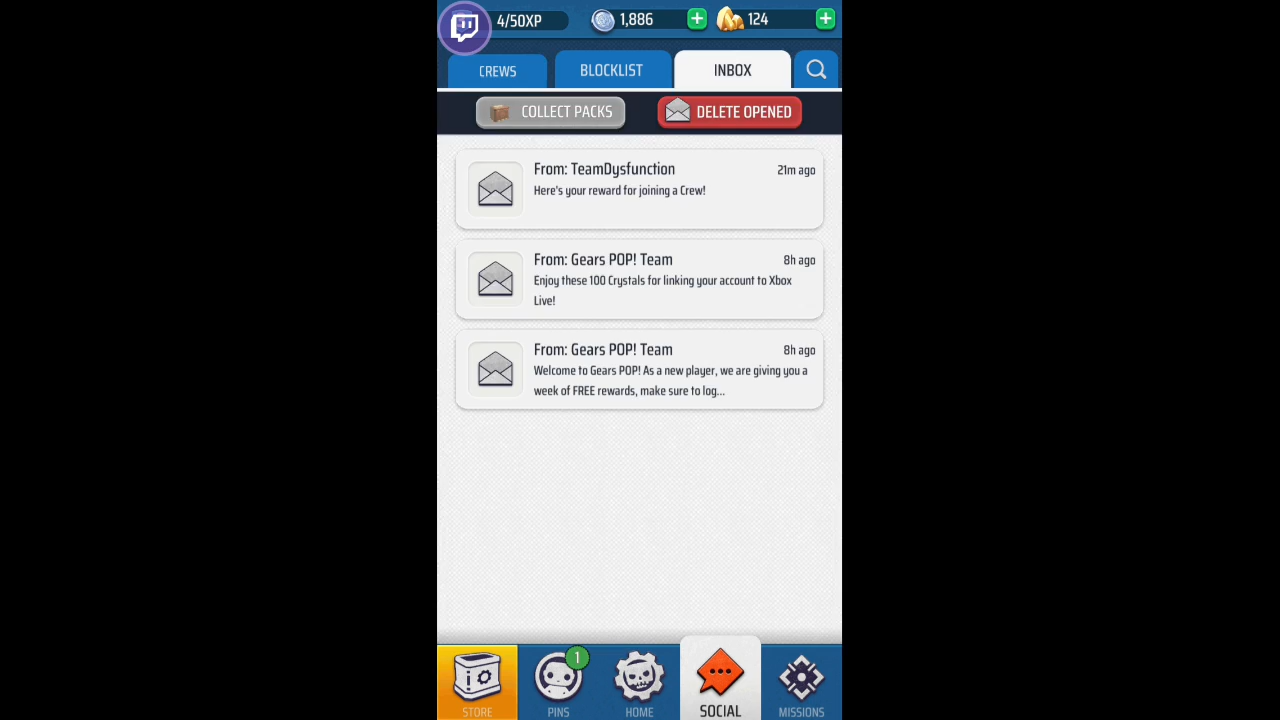 4/50XP 1,886 124
CREWS BLOCKLIST INBOX
COLLECT PACKS DELETE OPENED
From: TeamDysfunction 21m ago
Here's your reward for joining a Crew!
From: Gears POP! Team 8h ago
Enjoy these 100 Crystals for linking your account to Xbox
Live!
From: Gears POP! Team 8h ago
Welcome to Gears POP! As a new player, we are giving you a
week of FREE rewards, make sure to log...
1
STORE PINS HOME SOCIAL MISSIONS